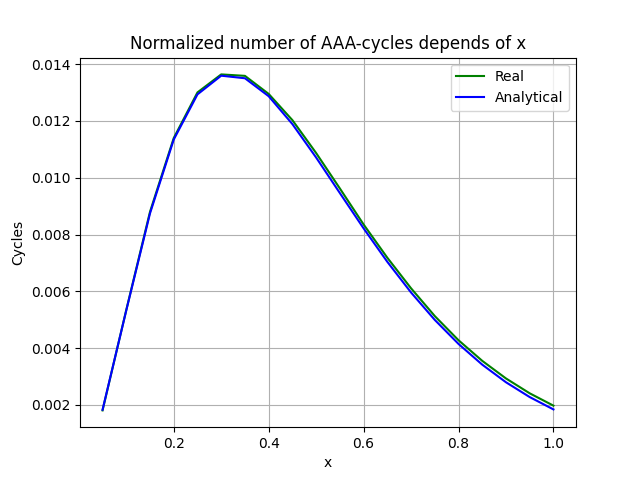 Normalized number of AAA-cycles depends of x
0.014
0.012
0.010
0.008
0.006
0.004
0.002
Cycles
Real
Analytical
0.2 0.4 0.6 0.8 1.0
x